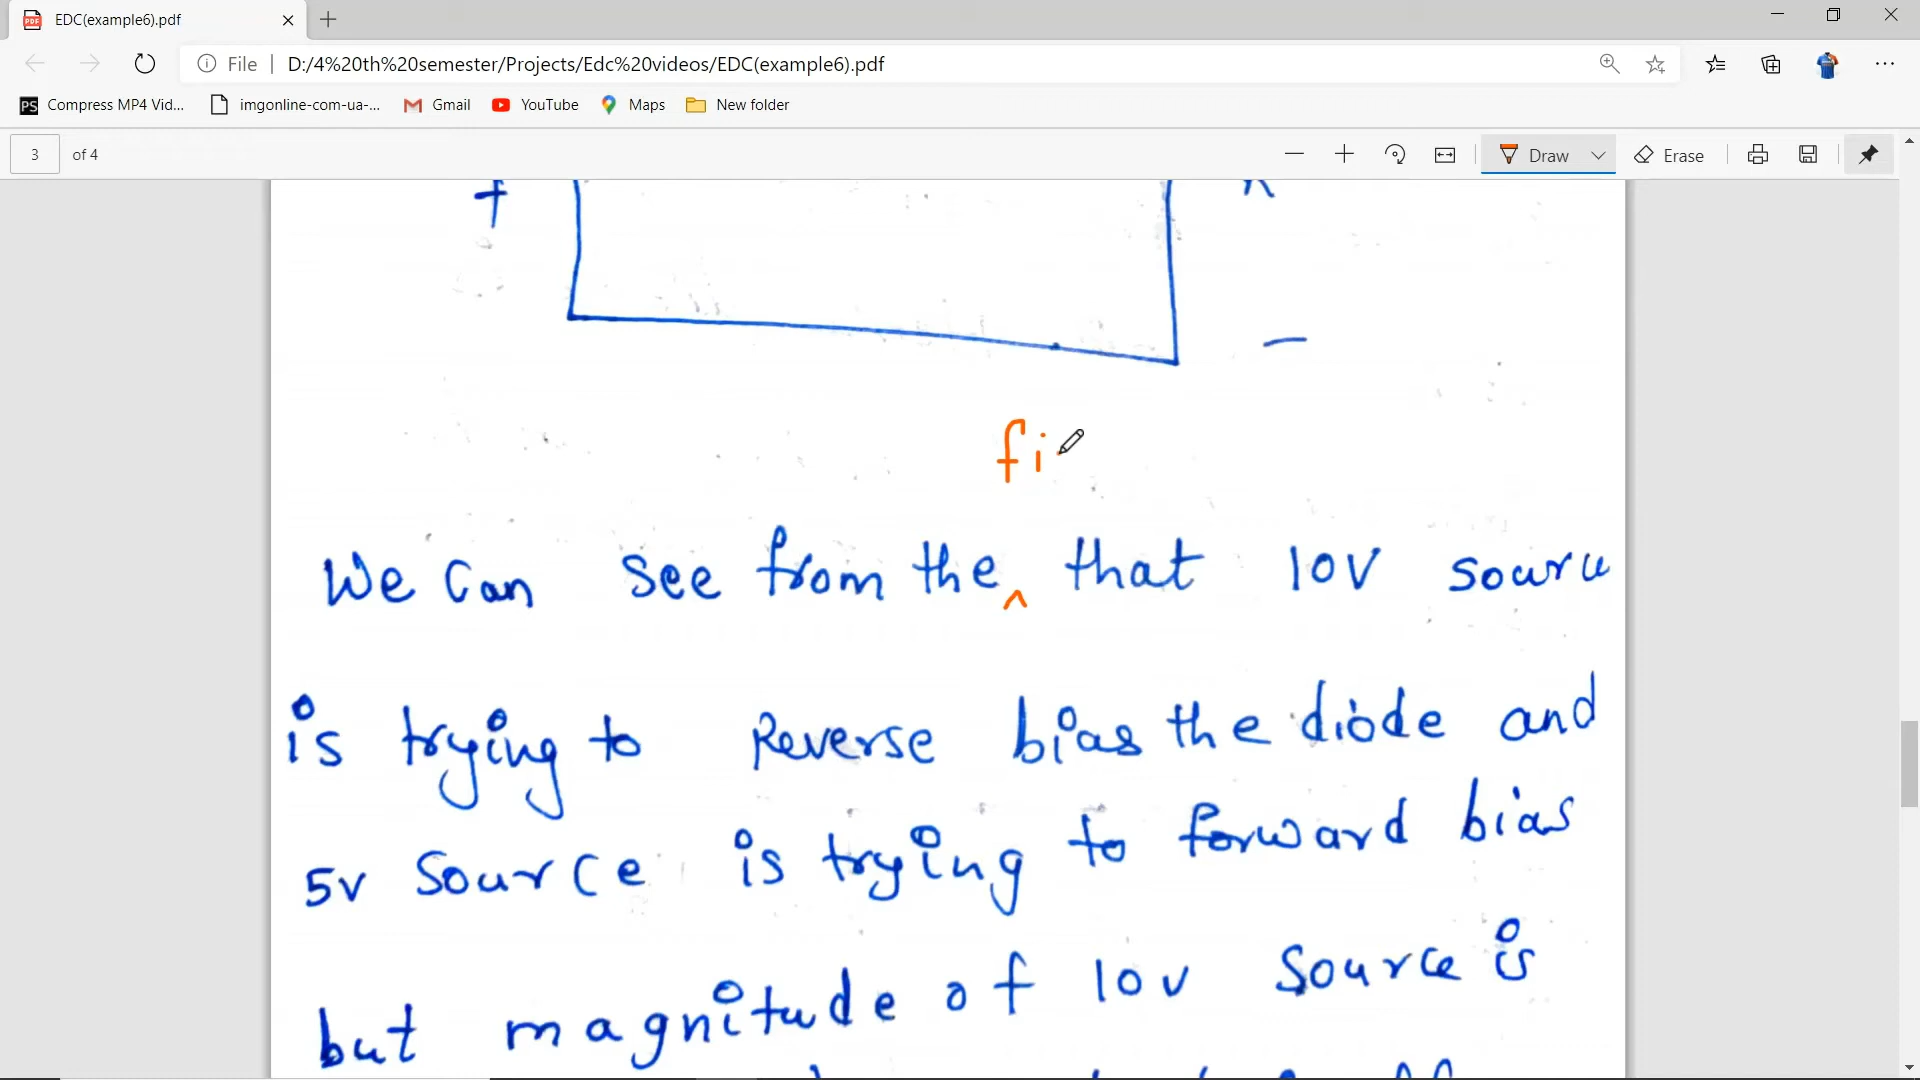 EDC(example6).pdf
File D:/4%20th%20semester/Projects/Edc%20videos/EDC(example6).pdf
PS Compress MP4 Vid... imgonline-com-ua-... Gmail YouTube Maps New folder
3 of 4 Draw Erase
+
-
fi
We can see from the ^ that 10V source
is trying to Reverse bias the diode and
5v source is trying to forward bias
but magnitude of 10v source is